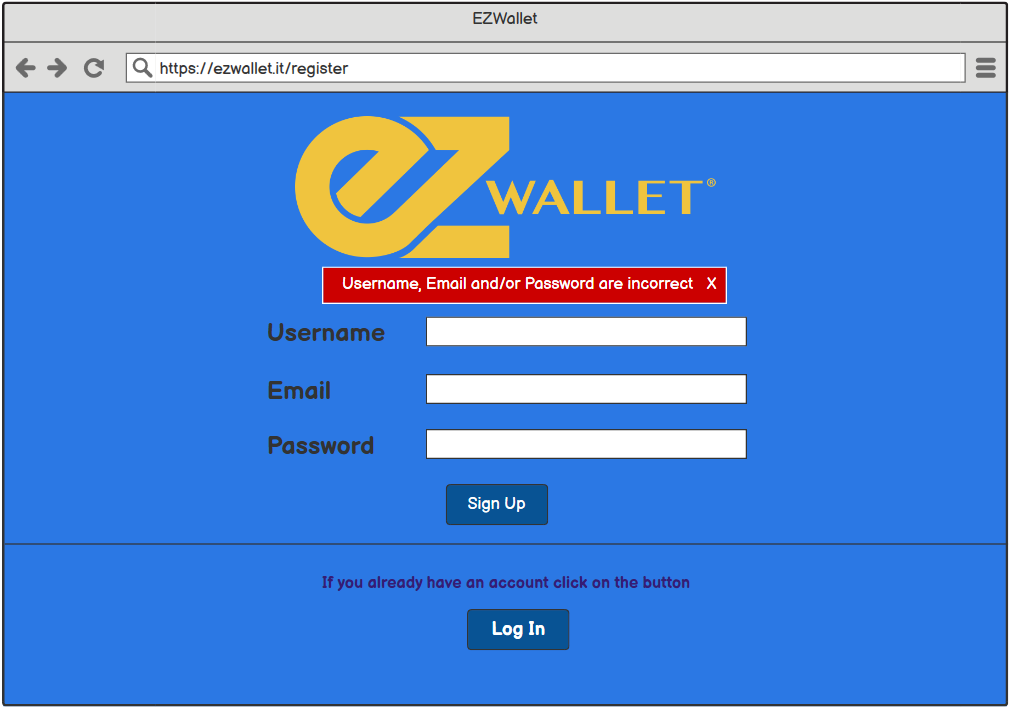 EZWallet
https://ezwallet.it/register
eZ WALLET®
Username, Email and/or Password are incorrect X
Username
Email
Password
Sign Up
If you already have an account click on the button
Log In